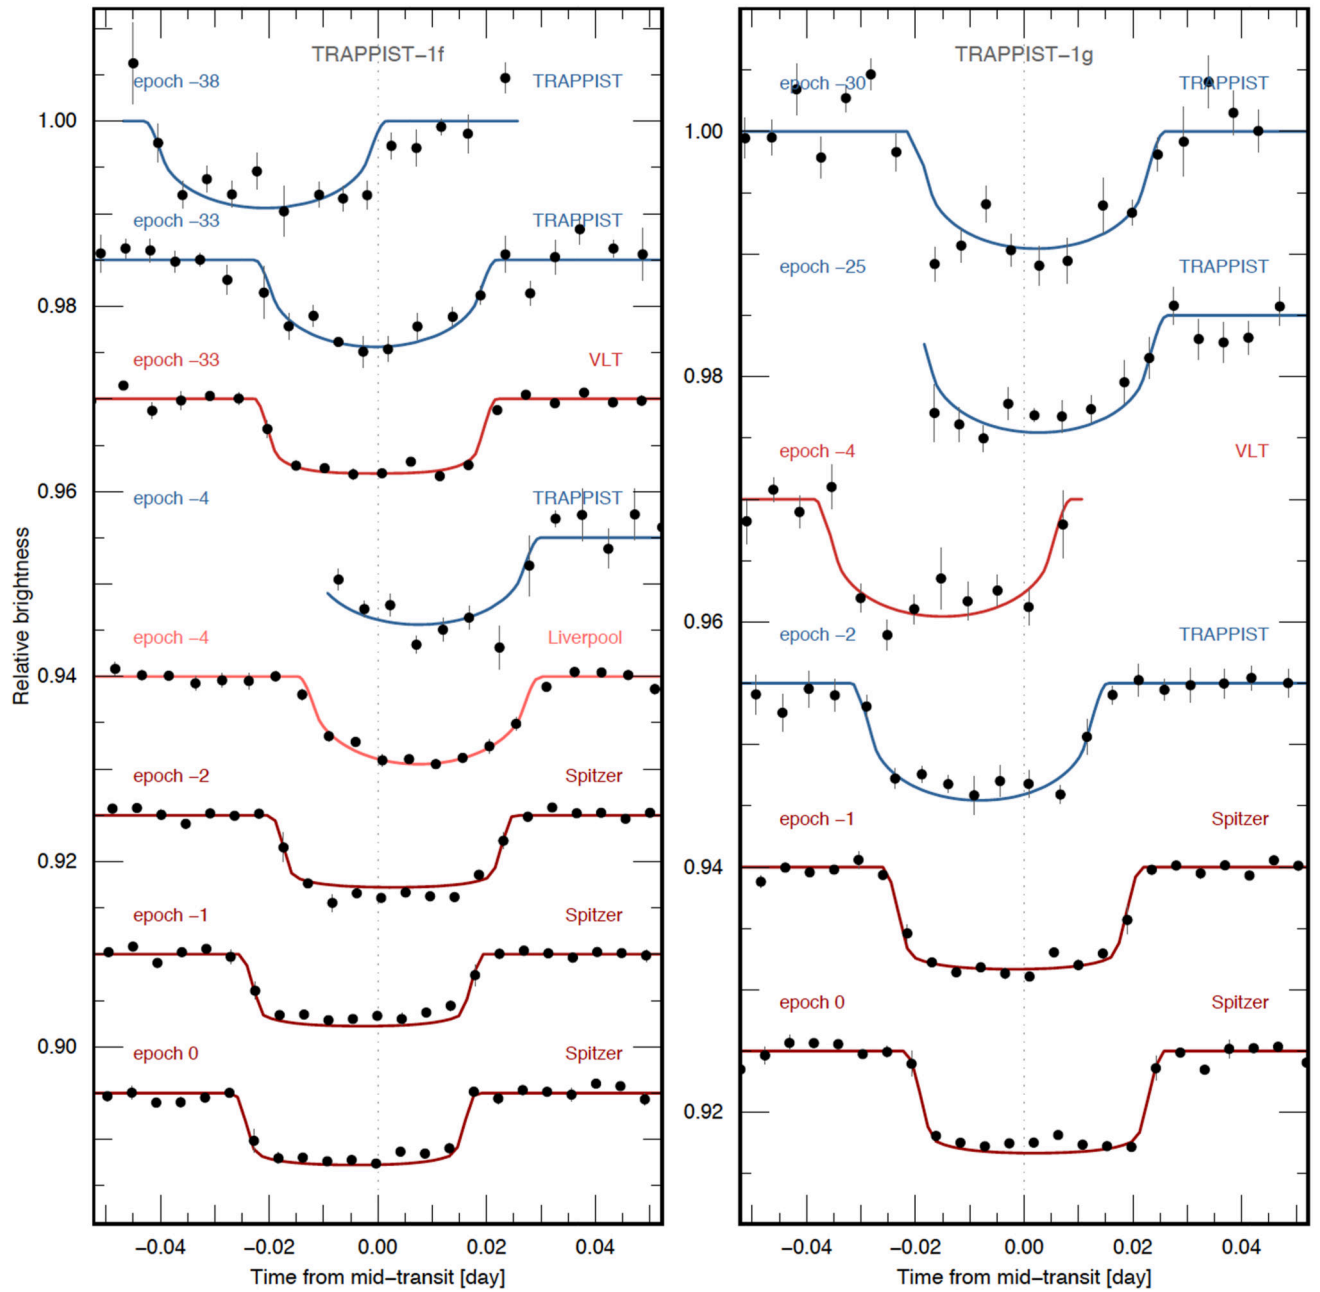 TRAPPIST−1f
epoch −38 TRAPPIST
1.00
epoch −33 TRAPPIST
0.98
epoch −33 VLT
0.96
epoch −4 TRAPPIST
epoch −4 Liverpool
0.94
epoch −2 Spitzer
0.92
epoch −1 Spitzer
0.90
epoch 0 Spitzer
Relative brightness
−0.04 −0.02 0.00 0.02 0.04
Time from mid−transit [day]
TRAPPIST−1g
epoch −30 TRAPPIST
1.00
epoch −25 TRAPPIST
0.98
epoch −4 VLT
0.96
epoch −2 TRAPPIST
epoch −1 Spitzer
0.94
epoch 0 Spitzer
0.92
−0.04 −0.02 0.00 0.02 0.04
Time from mid−transit [day]